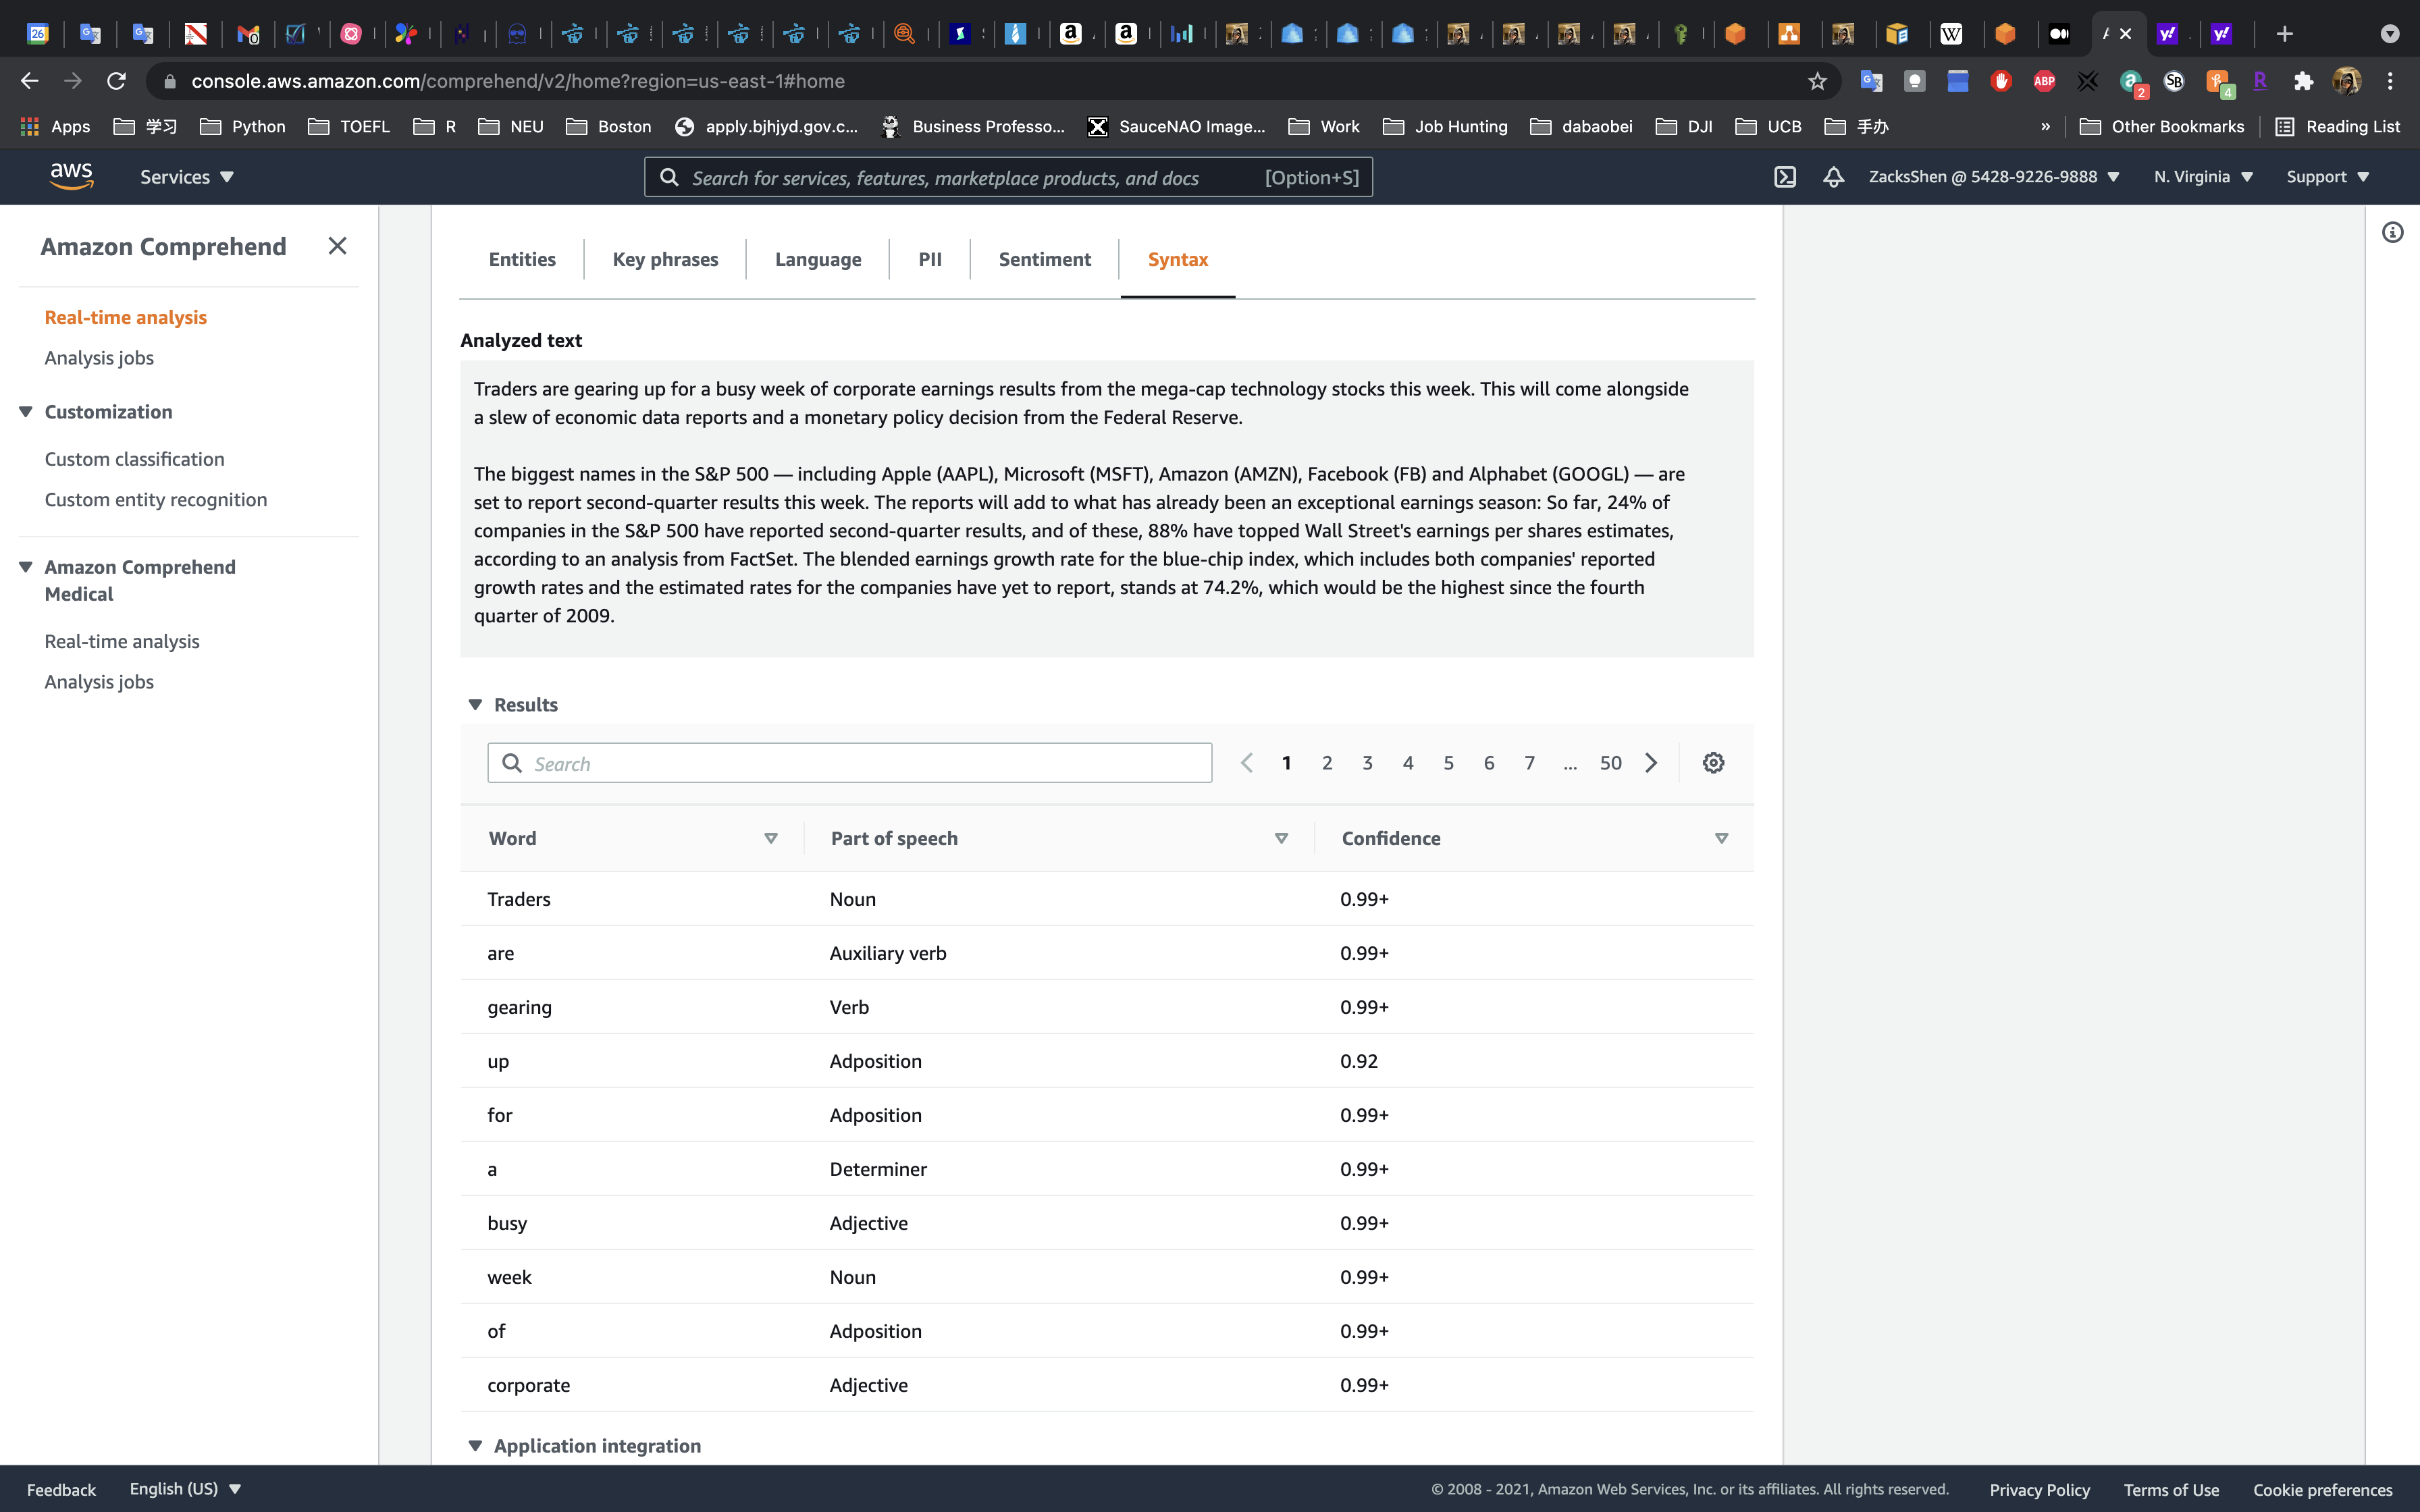 console.aws.amazon.com/comprehend/v2/home?region=us-east-1#home
ABP
2
SB
4
R
Apps
学习
Python
TOEFL
R
NEU
Boston
apply.bjhjyd.gov.c...
Business Professo...
SauceNAO Image...
Work
Job Hunting
dabaobei
DJI
UCB
手办
»
Other Bookmarks
Reading List
aws
Services
Search for services, features, marketplace products, and docs
[Option+S]
ZacksShen @ 5428-9226-9888
N. Virginia
Support
Amazon Comprehend
Real-time analysis
Analysis jobs
Customization
Custom classification
Custom entity recognition
Amazon Comprehend
Medical
Real-time analysis
Analysis jobs
Entities
Key phrases
Language
PII
Sentiment
Syntax
Analyzed text
Traders are gearing up for a busy week of corporate earnings results from the mega-cap technology stocks this week. This will come alongside
a slew of economic data reports and a monetary policy decision from the Federal Reserve.
The biggest names in the S&P 500 — including Apple (AAPL), Microsoft (MSFT), Amazon (AMZN), Facebook (FB) and Alphabet (GOOGL) — are
set to report second-quarter results this week. The reports will add to what has already been an exceptional earnings season: So far, 24% of
companies in the S&P 500 have reported second-quarter results, and of these, 88% have topped Wall Street's earnings per shares estimates,
according to an analysis from FactSet. The blended earnings growth rate for the blue-chip index, which includes both companies' reported
growth rates and the estimated rates for the companies have yet to report, stands at 74.2%, which would be the highest since the fourth
quarter of 2009.
Results
Search
1 2 3 4 5 6 7 ... 50
Word Part of speech Confidence
Traders Noun 0.99+
are Auxiliary verb 0.99+
gearing Verb 0.99+
up Adposition 0.92
for Adposition 0.99+
a Determiner 0.99+
busy Adjective 0.99+
week Noun 0.99+
of Adposition 0.99+
corporate Adjective 0.99+
Application integration
Feedback
English (US)
© 2008 - 2021, Amazon Web Services, Inc. or its affiliates. All rights reserved.
Privacy Policy
Terms of Use
Cookie preferences